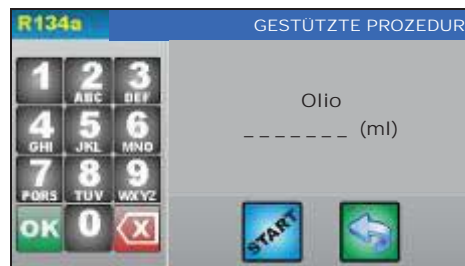 R134a
GESTÜTZTE PROZEDUR
1 2 3
ABC DEF
4 5 6
GHI JKL MNO
7 8 9
PQRS TUV WXYZ
OK 0 X
Olio
_ _ _ _ _ _ _ (ml)
START